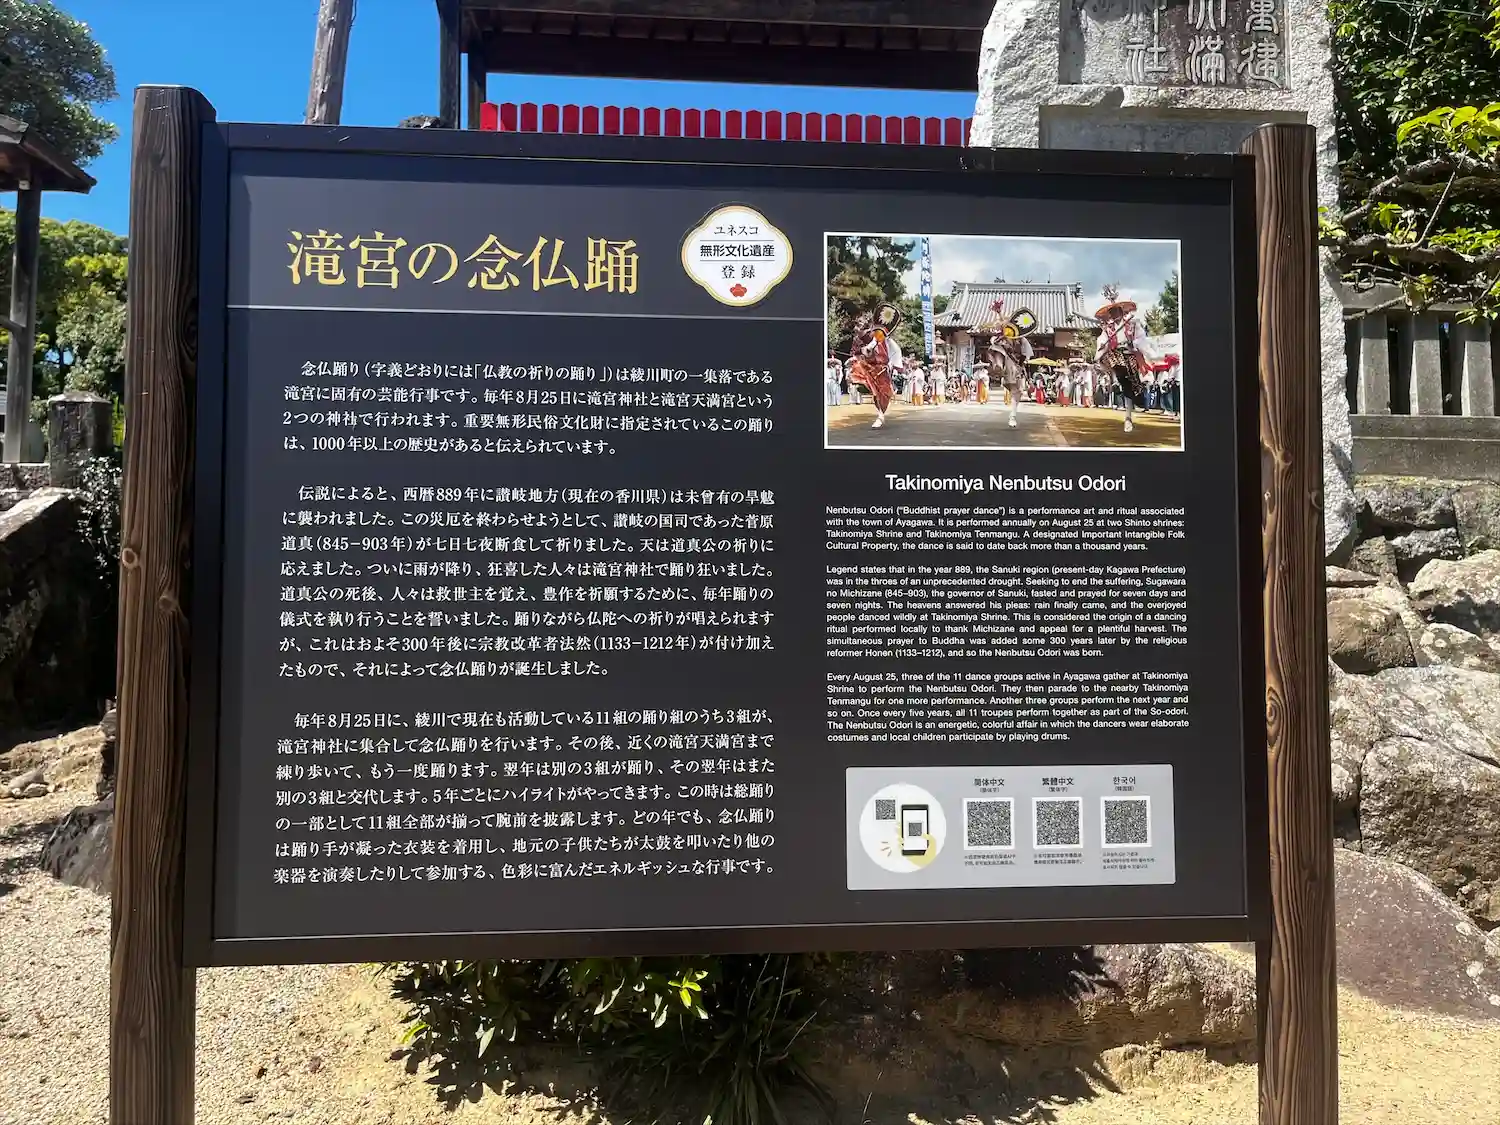 重建
天満
神社
滝宮の念仏踊
ユネスコ
無形文化遺産
登録
念仏踊り(字義どおりには「仏教の祈りの踊り」)は綾川町の一集落である
滝宮に固有の芸能行事です。毎年8月25日に滝宮神社と滝宮天満宮という
2つの神社で行われます。重要無形民俗文化財に指定されているこの踊り
は、1000年以上の歴史があると伝えられています。
伝説によると、西暦889年に讃岐地方(現在の香川県)は未曾有の旱魃
に襲われました。この災厄を終わらせようとして、讃岐の国司であった菅原
道真(845−903年)が七日七夜断食して祈りました。天は道真公の祈りに
応えました。ついに雨が降り、狂喜した人々は滝宮神社で踊り狂いました。
道真公の死後、人々は救世主を覚え、豊作を祈願するために、毎年踊りの
儀式を執り行うことを誓いました。踊りながら仏陀への祈りが唱えられます
が、これはおよそ300年後に宗教改革者法然(1133−1212年)が付け加え
たもので、それによって念仏踊りが誕生しました。
毎年8月25日に、綾川で現在も活動している11組の踊り組のうち3組が、
滝宮神社に集合して念仏踊りを行います。その後、近くの滝宮天満宮まで
練り歩いて、もう一度踊ります。翌年は別の3組が踊り、その翌年はまた
別の3組と交代します。5年ごとにハイライトがやってきます。この時は総踊り
の一部として11組全部が揃って腕前を披露します。どの年でも、念仏踊り
は踊り手が凝った衣装を着用し、地元の子供たちが太鼓を叩いたり他の
楽器を演奏したりして参加する、色彩に富んだエネルギッシュな行事です。
Takinomiya Nenbutsu Odori
Nenbutsu Odori (“Buddhist prayer dance”) is a performance art and ritual associated
with the town of Ayagawa. It is performed annually on August 25 at two Shinto shrines:
Takinomiya Shrine and Takinomiya Tenmangu. A designated Important Intangible Folk
Cultural Property, the dance is said to date back more than a thousand years.
Legend states that in the year 889, the Sanuki region (present-day Kagawa Prefecture)
was in the throes of an unprecedented drought. Seeking to end the suffering, Sugawara
no Michizane (845–903), the governor of Sanuki, fasted and prayed for seven days and
seven nights. The heavens answered his pleas: rain finally came, and the overjoyed
people danced wildly at Takinomiya Shrine. This is considered the origin of a dancing
ritual performed locally to thank Michizane and appeal for a plentiful harvest. The
simultaneous prayer to Buddha was added some 300 years later by the religious
reformer Honen (1133–1212), and so the Nenbutsu Odori was born.
Every August 25, three of the 11 dance groups active in Ayagawa gather at Takinomiya
Shrine to perform the Nenbutsu Odori. They then parade to the nearby Takinomiya
Tenmangu for one more performance. Another three groups perform the next year and
so on. Once every five years, all 11 troupes perform together as part of the So-odori.
The Nenbutsu Odori is an energetic, colorful affair in which the dancers wear elaborate
costumes and local children participate by playing drums.
简体中文
繁體中文
한국어